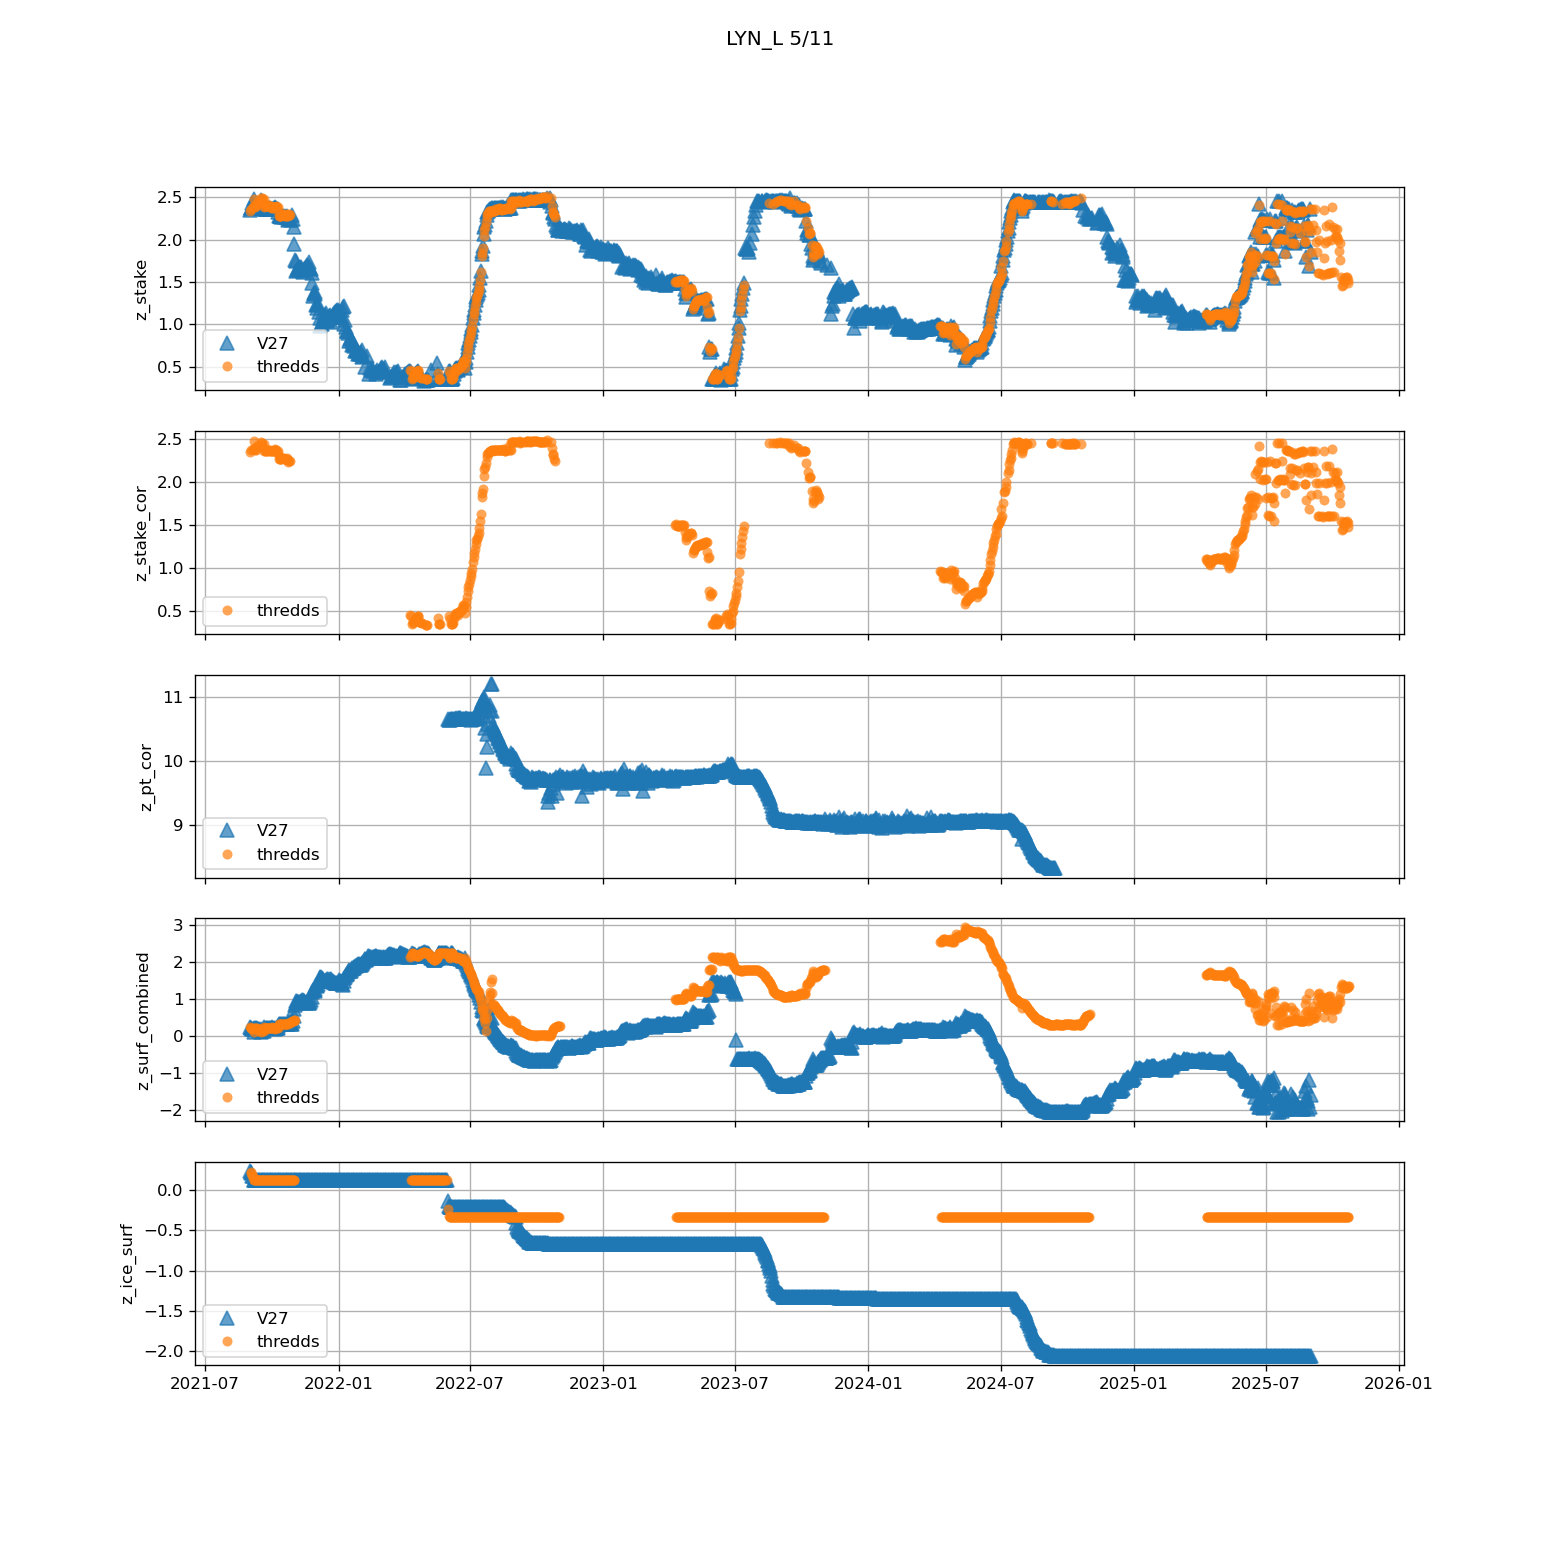 LYN_L 5/11
2.5
2.0
1.5
1.0
0.5
z_stake
V27
thredds
2.5
2.0
1.5
1.0
0.5
z_stake_cor
thredds
11
10
9
z_pt_cor
V27
thredds
3
2
1
0
−1
−2
z_surf_combined
V27
thredds
0.0
−0.5
−1.0
−1.5
−2.0
z_ice_surf
V27
thredds
2021-07 2022-01 2022-07 2023-01 2023-07 2024-01 2024-07 2025-01 2025-07 2026-01